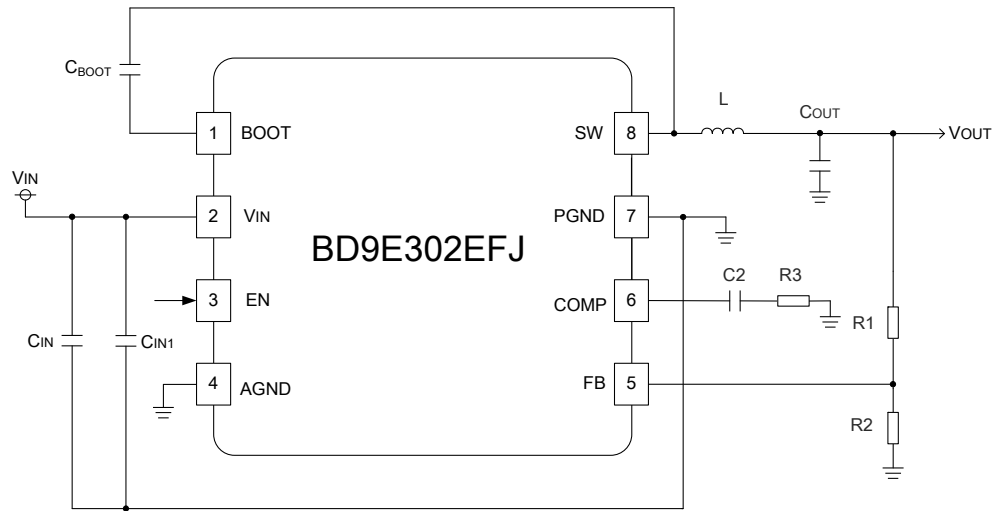 CBOOT
1 BOOT
SW 8
L
COUT
VOUT
VIN
2 VIN
PGND 7
BD9E302EFJ
3 EN
COMP 6
C2
R3
R1
CIN
CIN1
4 AGND
FB 5
R2